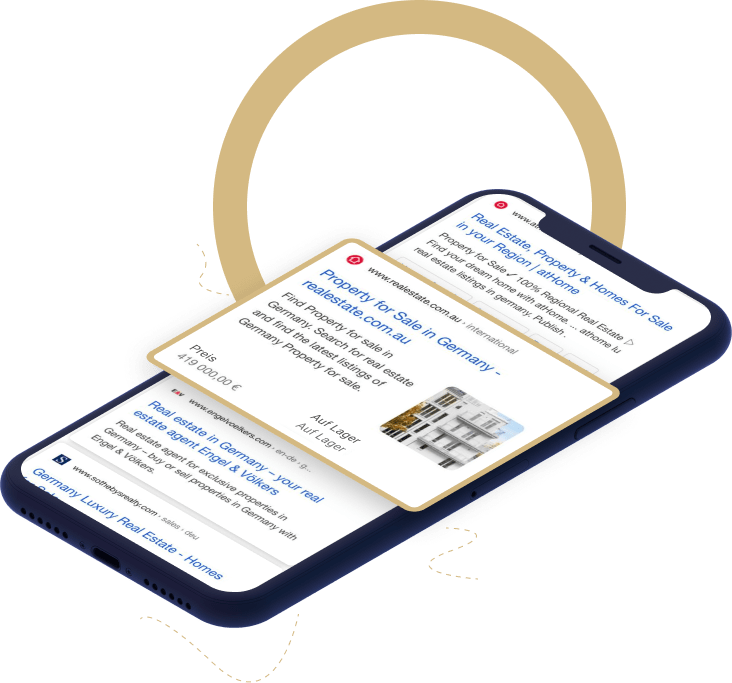 www.at
Real Estate, Property & Homes For Sale
in your Region | atHome
Property for Sale ✓ 100% Regional Real Estate
Find your dream home with atHome ... athome lu
real estate listings in germany. Publish.
www.realestate.com.au › international
Property for Sale in Germany -
realestate.com.au
Find Property for sale in
Germany. Search for real estate
and find the latest listings of
Germany Property for sale.
Preis
419 000,00 €
Auf Lager
Auf Lager
www.engelvoelkers.com › en-de › g...
Real estate in Germany – your real
estate agent Engel & Völkers
Real estate agent for exclusive properties in
Germany – buy or sell properties in Germany with
Engel & Völkers.
www.sothebysrealty.com › sales › deu
Germany Luxury Real Estate - Homes